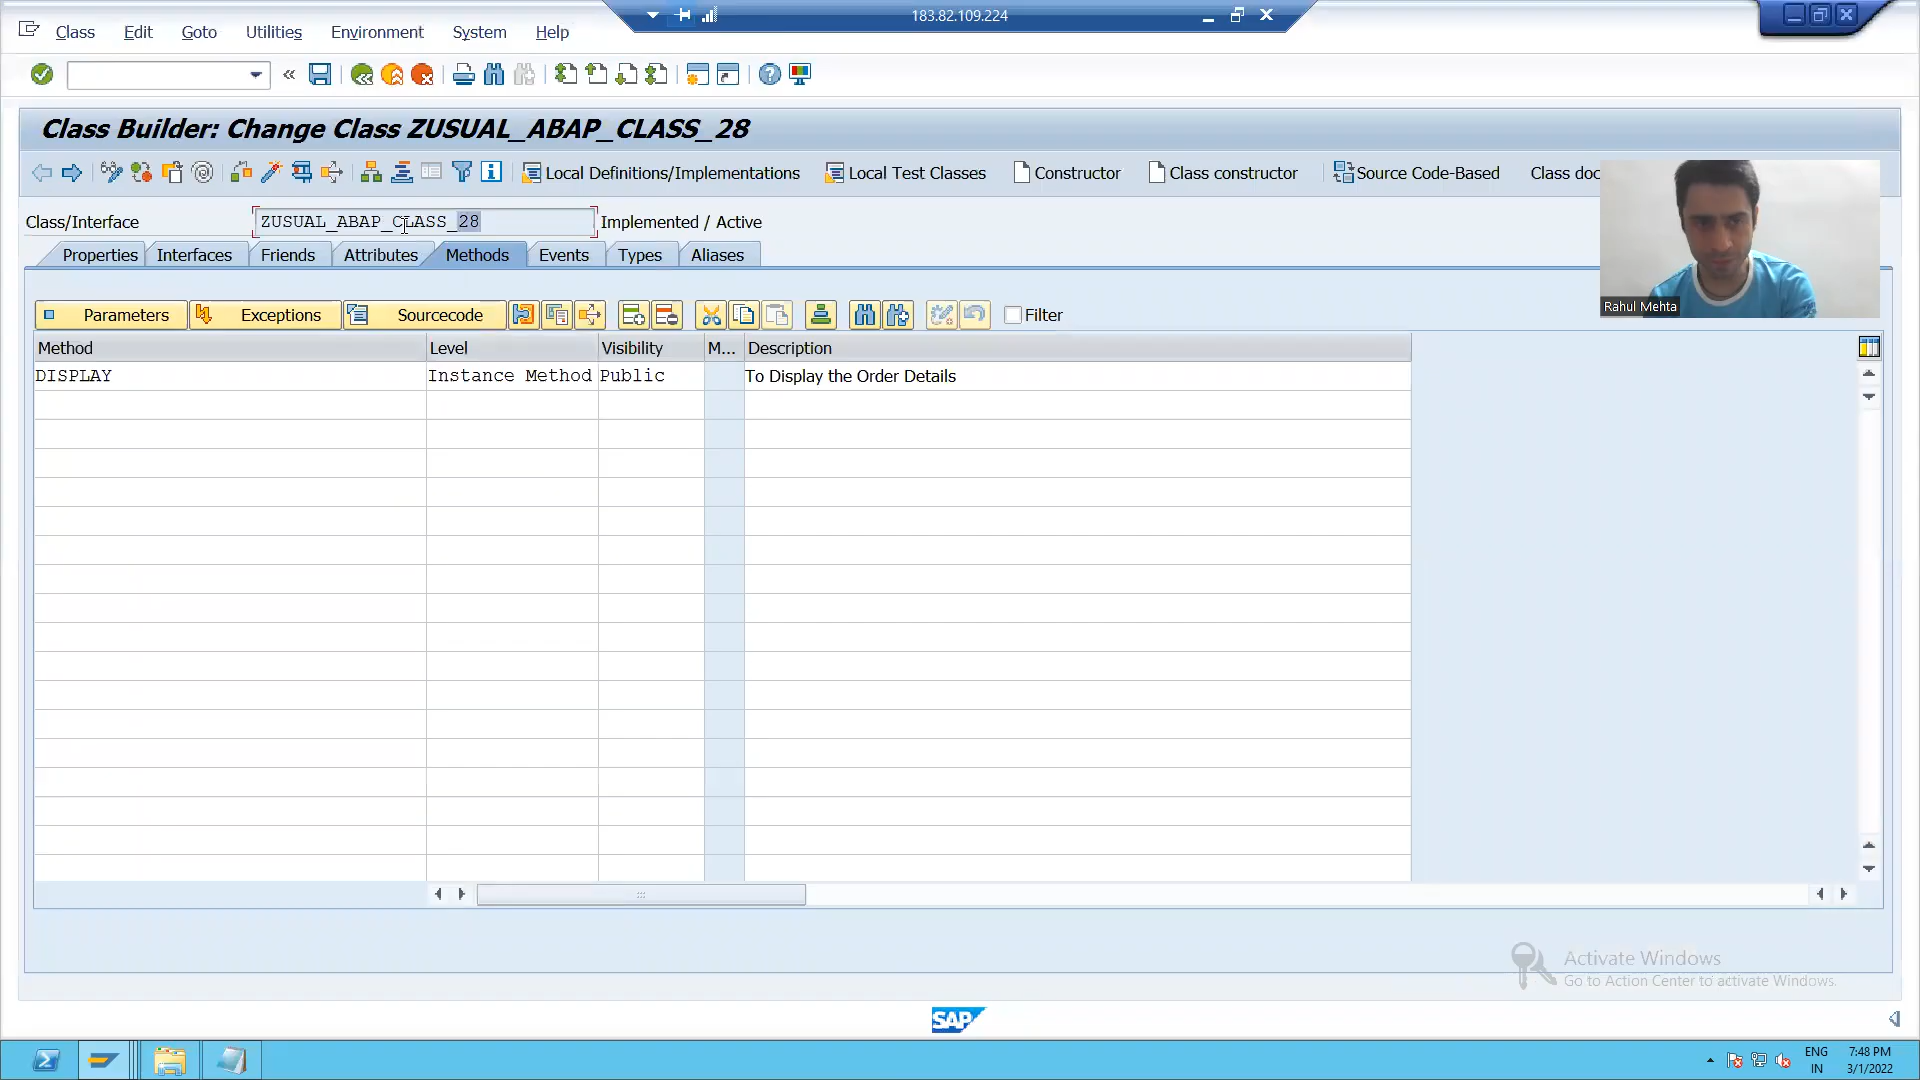 183.82.109.224
Class Edit Goto Utilities Environment System Help
Class Builder: Change Class ZUSUAL_ABAP_CLASS_28
Local Definitions/Implementations Local Test Classes Constructor Class constructor Source Code-Based Class doc
Class/Interface ZUSUAL_ABAP_CLASS_28 Implemented / Active
Properties Interfaces Friends Attributes Methods Events Types Aliases
Rahul Mehta
Parameters Exceptions Sourcecode Filter
Method Level Visibility M... Description
DISPLAY Instance Method Public To Display the Order Details
Activate Windows
Go to Action Center to activate Windows.
SAP
ENG 7:48 PM
IN 3/1/2022